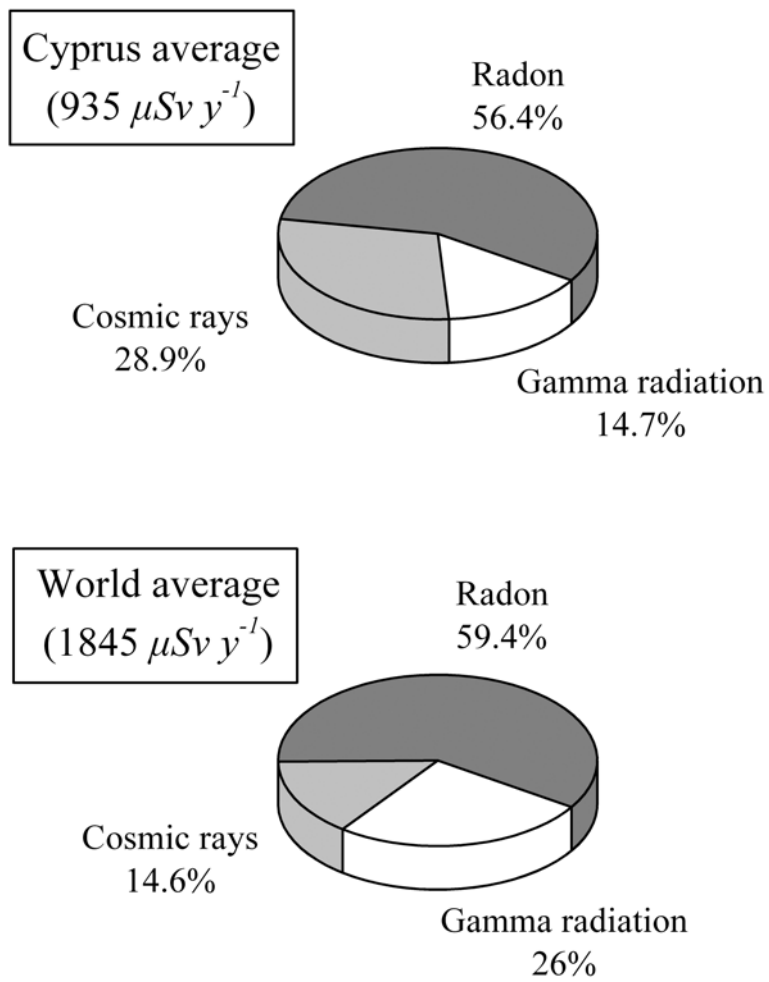 Cyprus average
(935 μSv y⁻¹)
Radon
56.4%
Cosmic rays
28.9%
Gamma radiation
14.7%
World average
(1845 μSv y⁻¹)
Radon
59.4%
Cosmic rays
14.6%
Gamma radiation
26%